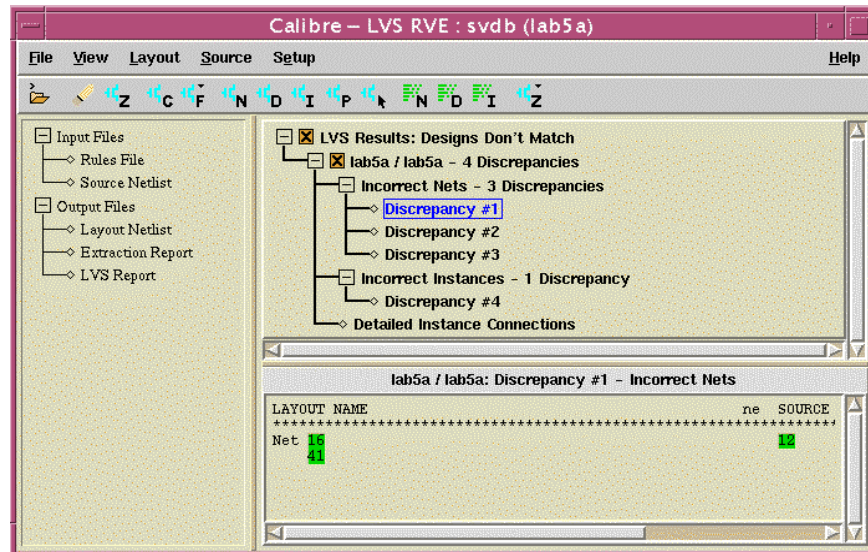 Calibre – LVS RVE : svdb (lab5a)
File View Layout Source Setup Help
Z C F N D I P N D I Z
Input Files
Rules File
Source Netlist
Output Files
Layout Netlist
Extraction Report
LVS Report
LVS Results: Designs Don't Match
lab5a / lab5a - 4 Discrepancies
Incorrect Nets - 3 Discrepancies
Discrepancy #1
Discrepancy #2
Discrepancy #3
Incorrect Instances - 1 Discrepancy
Discrepancy #4
Detailed Instance Connections
lab5a / lab5a: Discrepancy #1 - Incorrect Nets
LAYOUT NAME ne SOURCE
**************************************************************************
Net 16 12
41